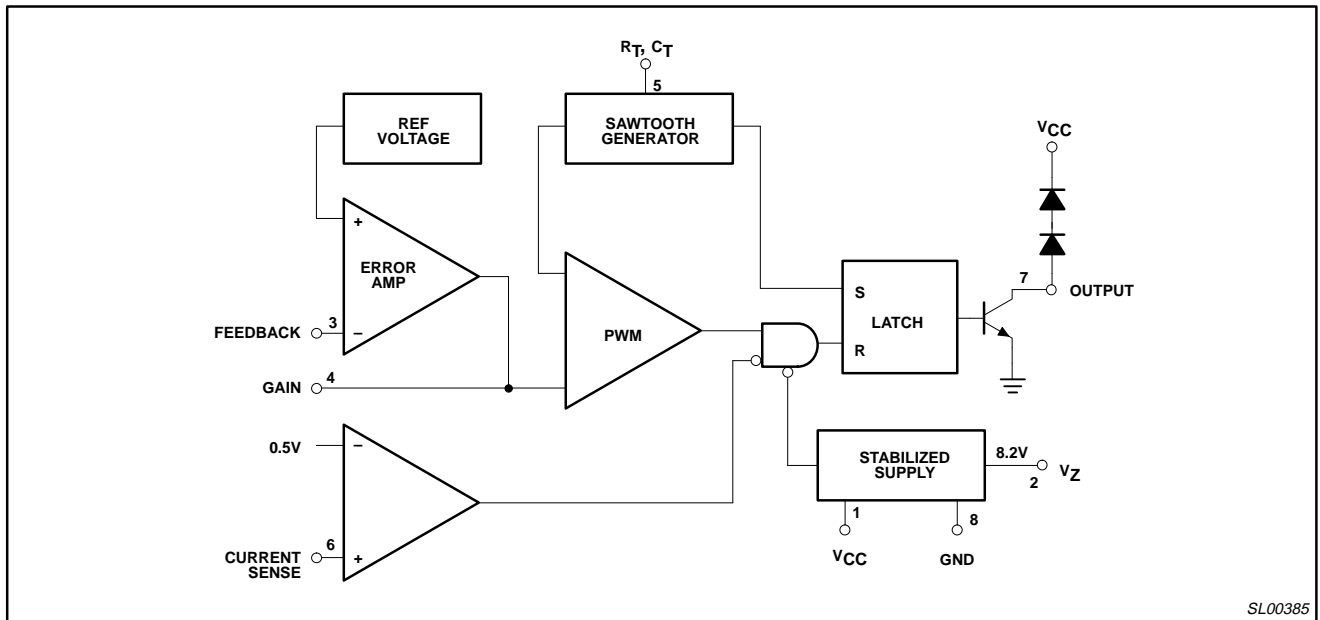 RT, CT
5
REF
VOLTAGE
SAWTOOTH
GENERATOR
VCC
+
ERROR
AMP
3
−
FEEDBACK
GAIN
4
PWM
S
LATCH
R
7
OUTPUT
0.5V
−
6
+
CURRENT
SENSE
STABILIZED
SUPPLY
8.2V
2
VZ
1
8
VCC
GND
SL00385